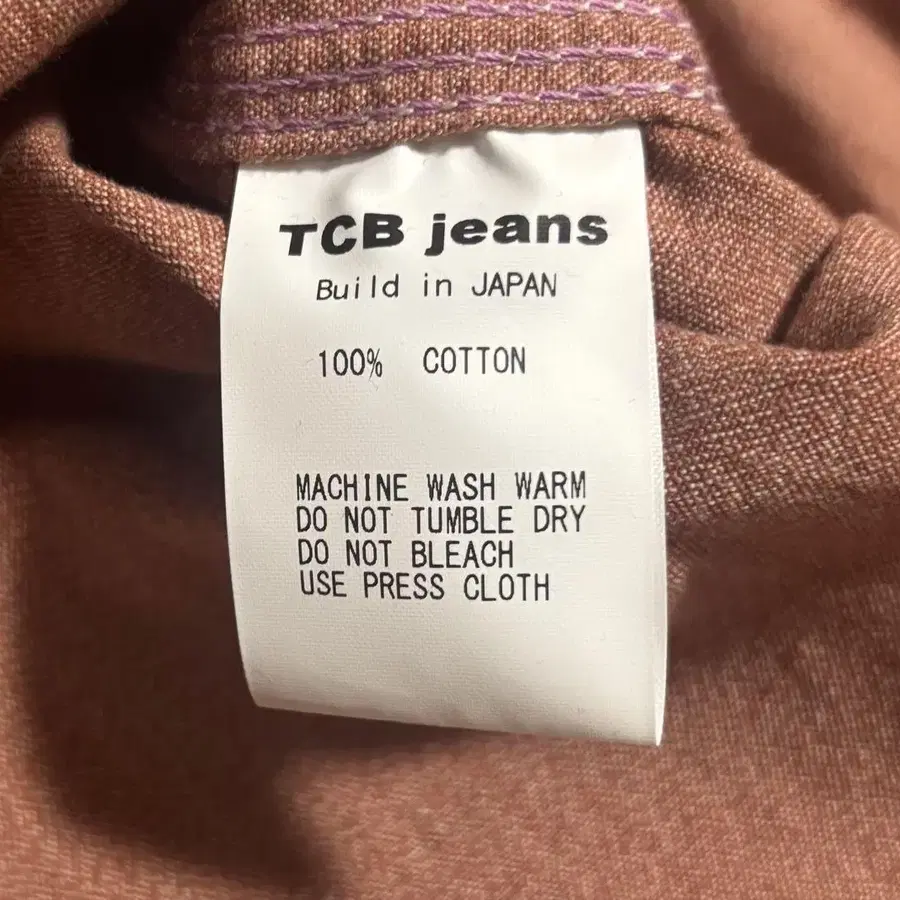 TCB jeans
Build in JAPAN
100% COTTON
MACHINE WASH WARM
DO NOT TUMBLE DRY
DO NOT BLEACH
USE PRESS CLOTH